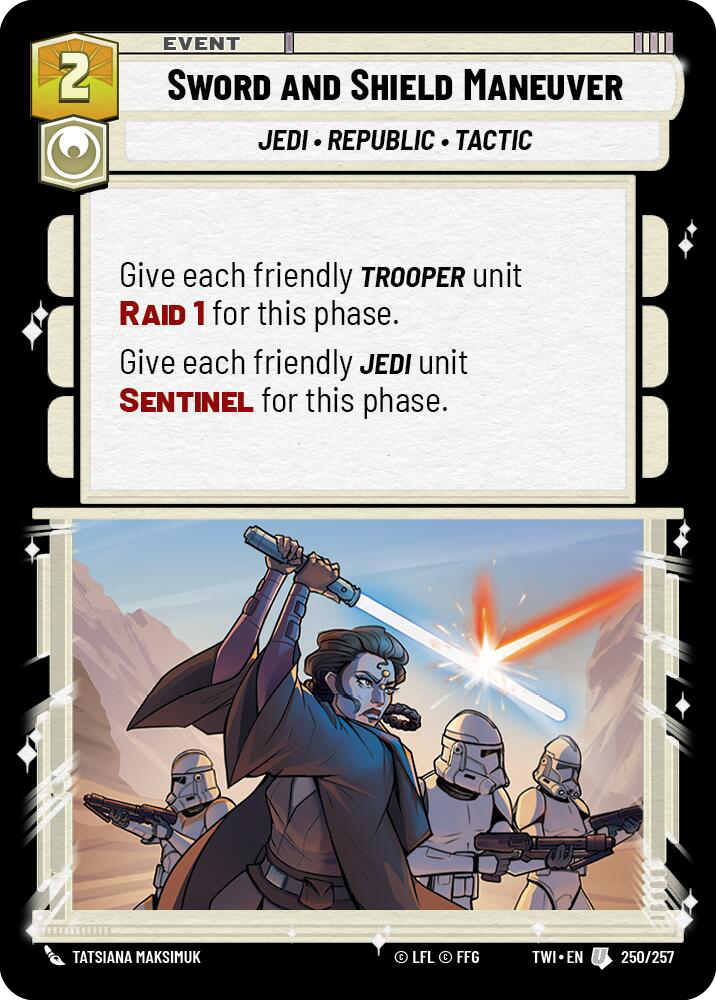 2
EVENT
SWORD AND SHIELD MANEUVER
JEDI • REPUBLIC • TACTIC
Give each friendly TROOPER unit
RAID 1 for this phase.
Give each friendly JEDI unit
SENTINEL for this phase.
TATSIANA MAKSIMUK
© LFL © FFG
TWI • EN U 250/257